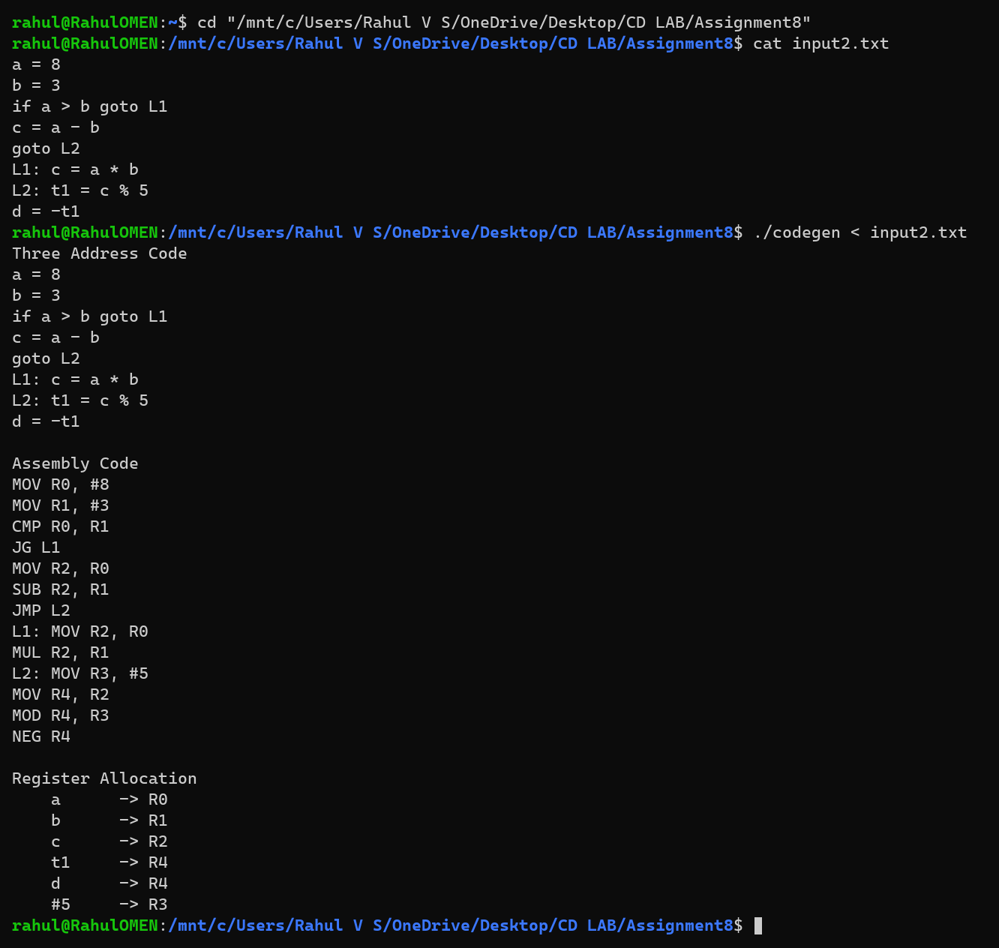 rahul@RahulOMEN:~$ cd "/mnt/c/Users/Rahul V S/OneDrive/Desktop/CD LAB/Assignment8"
rahul@RahulOMEN:/mnt/c/Users/Rahul V S/OneDrive/Desktop/CD LAB/Assignment8$ cat input2.txt
a = 8
b = 3
if a > b goto L1
c = a - b
goto L2
L1: c = a * b
L2: t1 = c % 5
d = -t1
rahul@RahulOMEN:/mnt/c/Users/Rahul V S/OneDrive/Desktop/CD LAB/Assignment8$ ./codegen < input2.txt
Three Address Code
a = 8
b = 3
if a > b goto L1
c = a - b
goto L2
L1: c = a * b
L2: t1 = c % 5
d = -t1

Assembly Code
MOV R0, #8
MOV R1, #3
CMP R0, R1
JG L1
MOV R2, R0
SUB R2, R1
JMP L2
L1: MOV R2, R0
MUL R2, R1
L2: MOV R3, #5
MOV R4, R2
MOD R4, R3
NEG R4

Register Allocation
    a      -> R0
    b      -> R1
    c      -> R2
    t1     -> R4
    d      -> R4
    #5     -> R3
rahul@RahulOMEN:/mnt/c/Users/Rahul V S/OneDrive/Desktop/CD LAB/Assignment8$